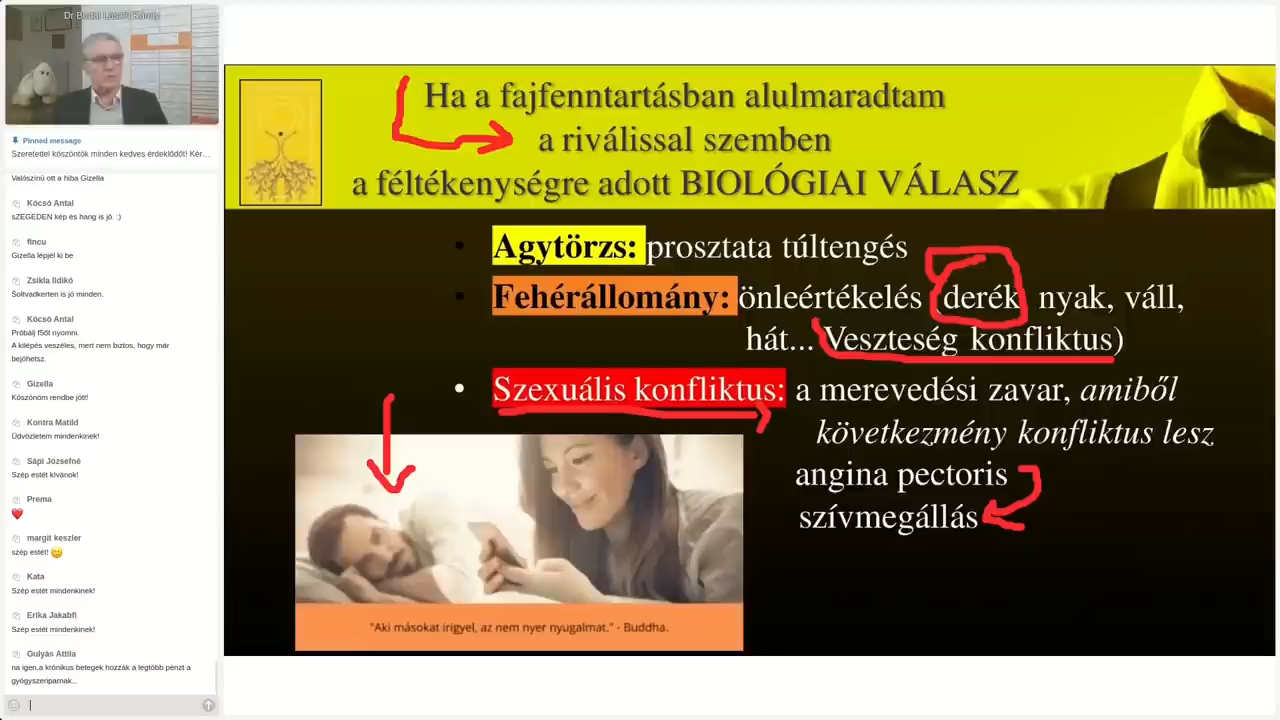 Dr Budai László Károly
Pinned message
Szeretettel köszöntök minden kedves érdeklődőt! Kér…
Valószínű ott a hiba Gizella
Kócsó Antal
sZEGEDEN kép és hang is jó. :)
fincu
Gizella lépjél ki be
Zsikla Ildikó
Soltvadkerten is jó minden.
Kócsó Antal
Próbálj f5őt nyomni.
A kilépés veszéles, mert nem biztos, hogy már
bejöhetsz.
Gizella
Köszönöm rendbe jött!
Kontra Matild
Üdvözletem mindenkinek!
Sápi Józsefné
Szép estét kívánok!
Prema
margit keszler
szép estét!
Kata
Szép estét mindenkinek!
Erika Jakabfi
Szép estét mindenkinek!
Gulyás Attila
na igen,a krónikus betegek hozzák a legtöbb pénzt a
gyógyszeriparnak...
Ha a fajfenntartásban alulmaradtam
a riválissal szemben
a féltékenységre adott BIOLÓGIAI VÁLASZ
• Agytörzs: prosztata túltengés
• Fehérállomány: önleértékelés (derék, nyak, váll,
hát... Veszteség konfliktus)
• Szexuális konfliktus: a merevedési zavar, amiből
következmény konfliktus lesz
angina pectoris
szívmegállás
"Aki másokat irigyel, az nem nyer nyugalmat." - Buddha.